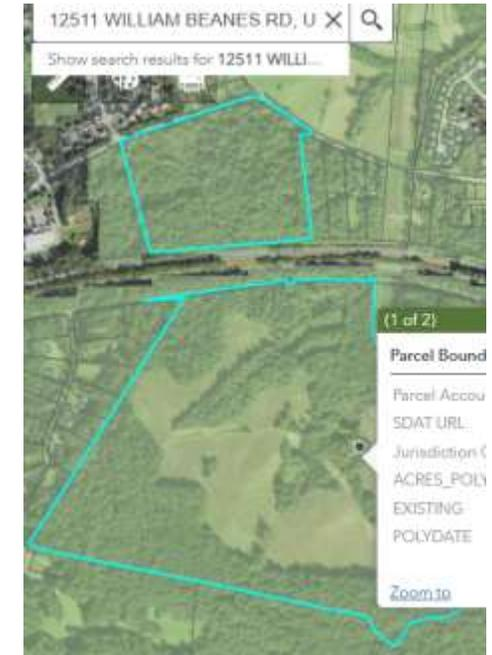 12511 WILLIAM BEANES RD, U
Show search results for 12511 WILLI...
(1 of 2)
Parcel Bound
Parcel Accou
SDAT URL
Jurisdiction C
ACRES_POLY
EXISTING
POLYDATE
Zoom to